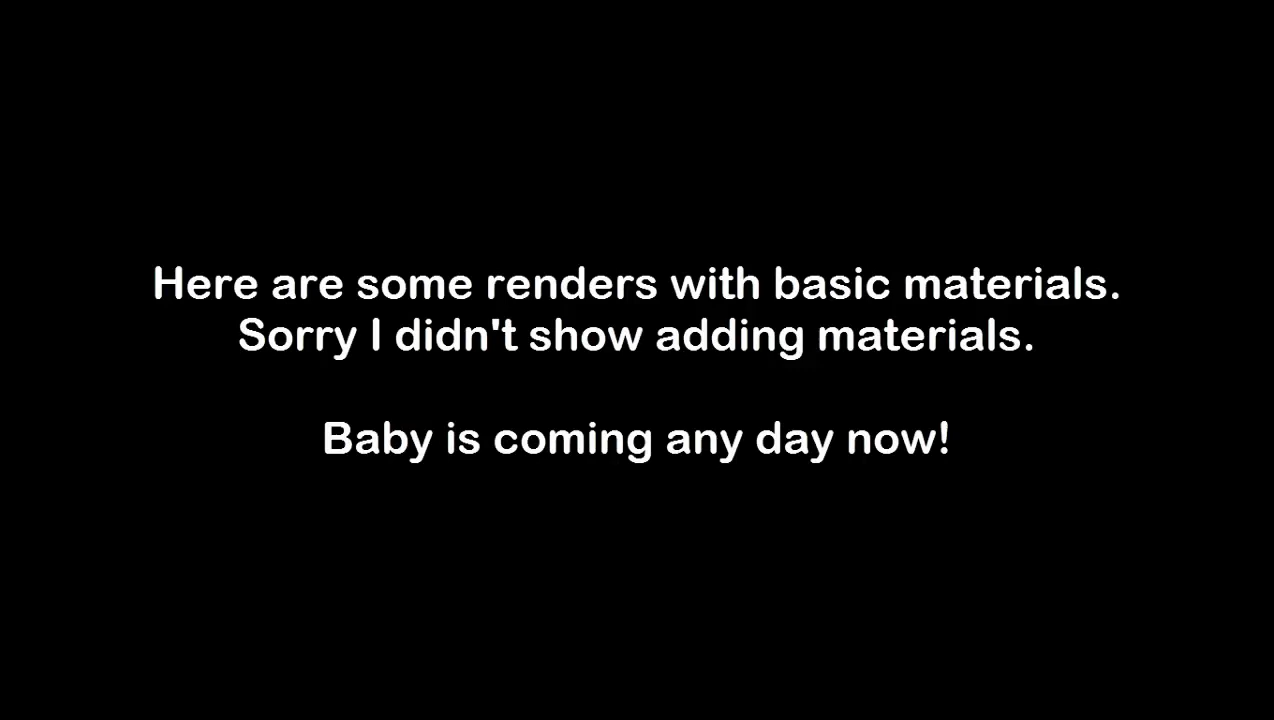 Here are some renders with basic materials.
Sorry I didn't show adding materials.
Baby is coming any day now!